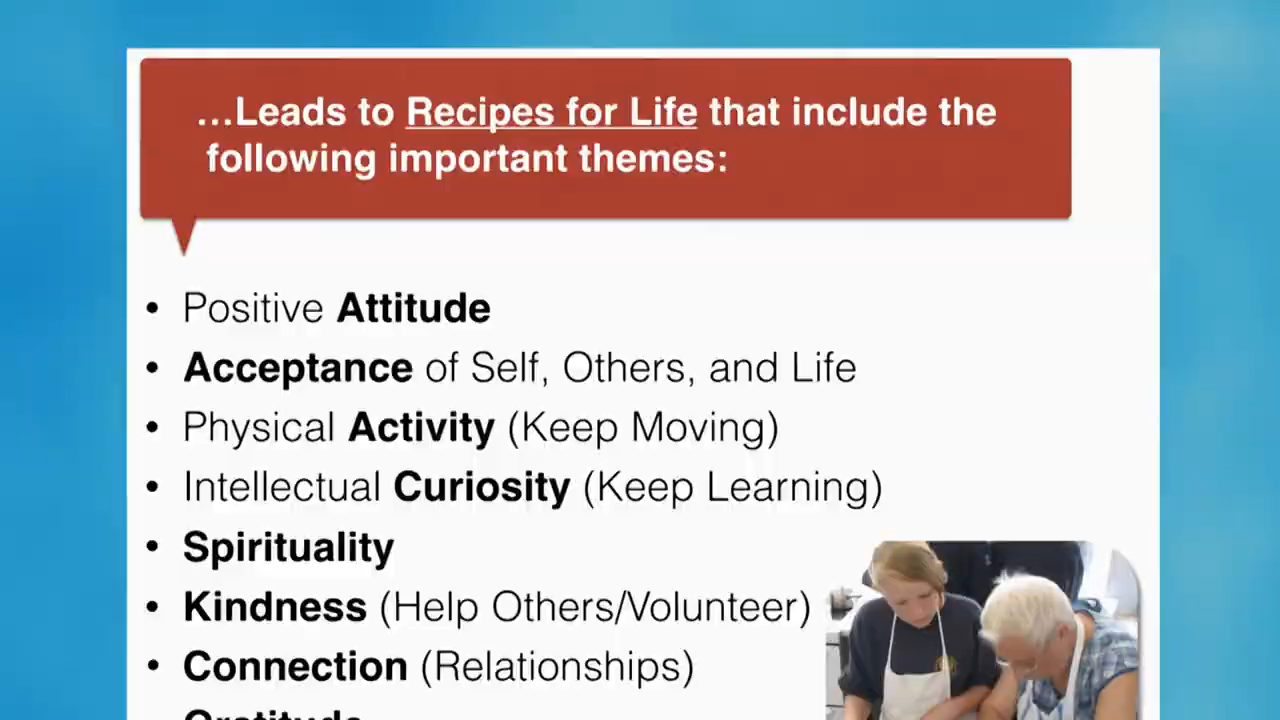 ...Leads to Recipes for Life that include the
following important themes:
• Positive Attitude
• Acceptance of Self, Others, and Life
• Physical Activity (Keep Moving)
• Intellectual Curiosity (Keep Learning)
• Spirituality
• Kindness (Help Others/Volunteer)
• Connection (Relationships)
Gratitude